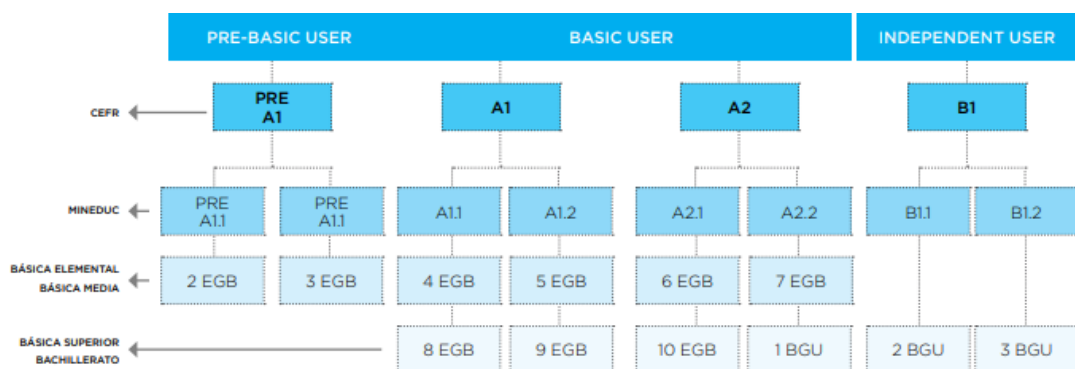 PRE-BASIC USER BASIC USER INDEPENDENT USER
CEFR
PRE
A1
A1
A2
B1
MINEDUC
PRE
A1.1
PRE
A1.1
A1.1
A1.2
A2.1
A2.2
B1.1
B1.2
BÁSICA ELEMENTAL
BÁSICA MEDIA
2 EGB
3 EGB
4 EGB
5 EGB
6 EGB
7 EGB
BÁSICA SUPERIOR
BACHILLERATO
8 EGB
9 EGB
10 EGB
1 BGU
2 BGU
3 BGU